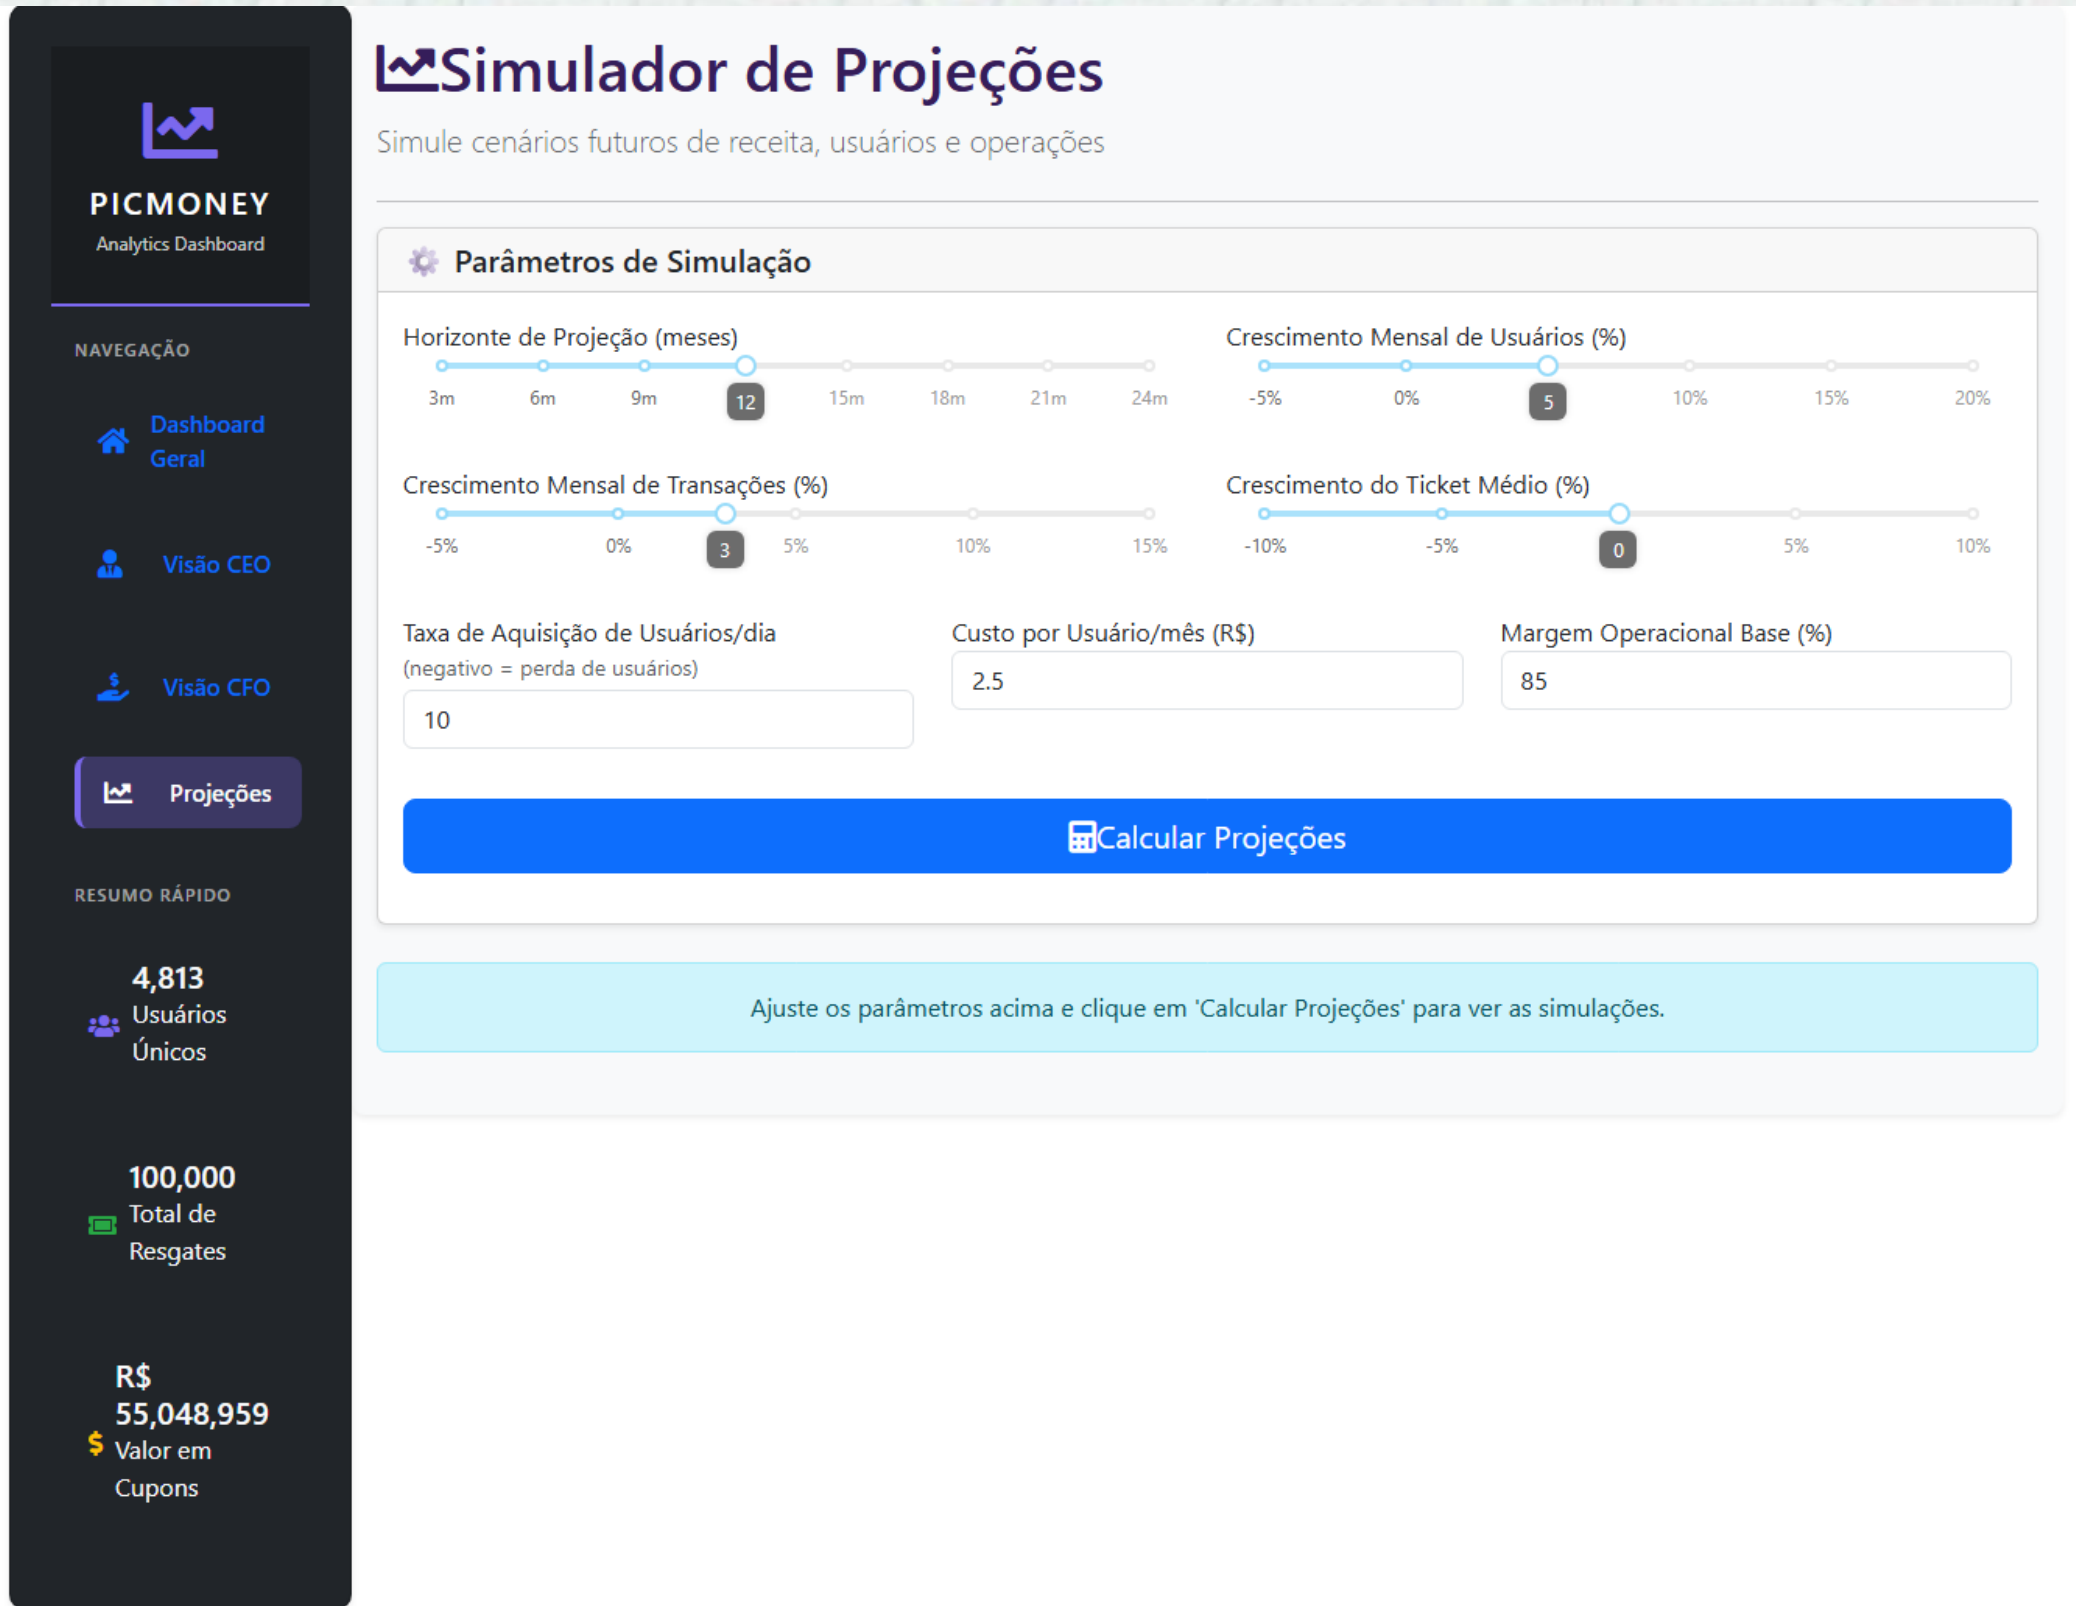 PICMONEY
Analytics Dashboard
NAVEGAÇÃO
Dashboard
Geral
Visão CEO
Visão CFO
Projeções
RESUMO RÁPIDO
4,813
Usuários
Únicos
100,000
Total de
Resgates
R$
55,048,959
Valor em
Cupons
Simulador de Projeções
Simule cenários futuros de receita, usuários e operações
Parâmetros de Simulação
Horizonte de Projeção (meses)
3m 6m 9m 12 15m 18m 21m 24m
Crescimento Mensal de Usuários (%)
-5% 0% 5 10% 15% 20%
Crescimento Mensal de Transações (%)
-5% 0% 3 5% 10% 15%
Crescimento do Ticket Médio (%)
-10% -5% 0 5% 10%
Taxa de Aquisição de Usuários/dia
(negativo = perda de usuários)
10
Custo por Usuário/mês (R$)
2.5
Margem Operacional Base (%)
85
Calcular Projeções
Ajuste os parâmetros acima e clique em 'Calcular Projeções' para ver as simulações.